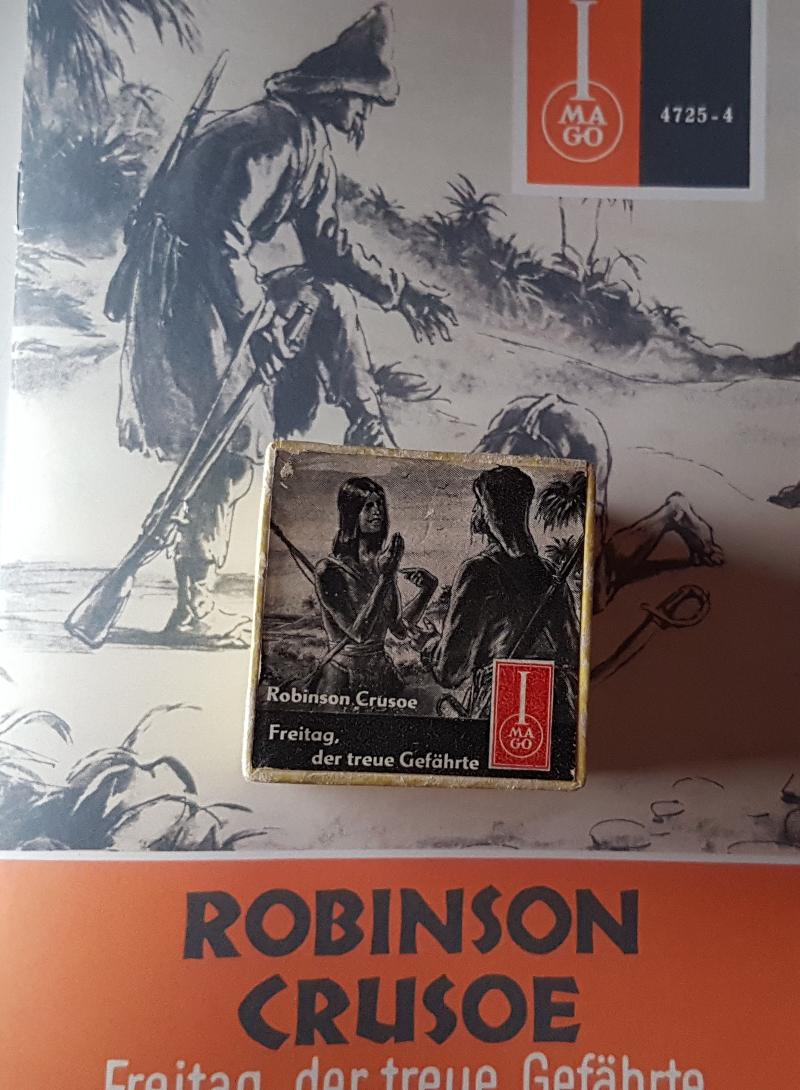 I
MA
GO
4725-4
Robinson Crusoe
Freitag,
der treue Gefährte
I
MA
GO
ROBINSON
CRUSOE
Freitag, der treue Gefährte